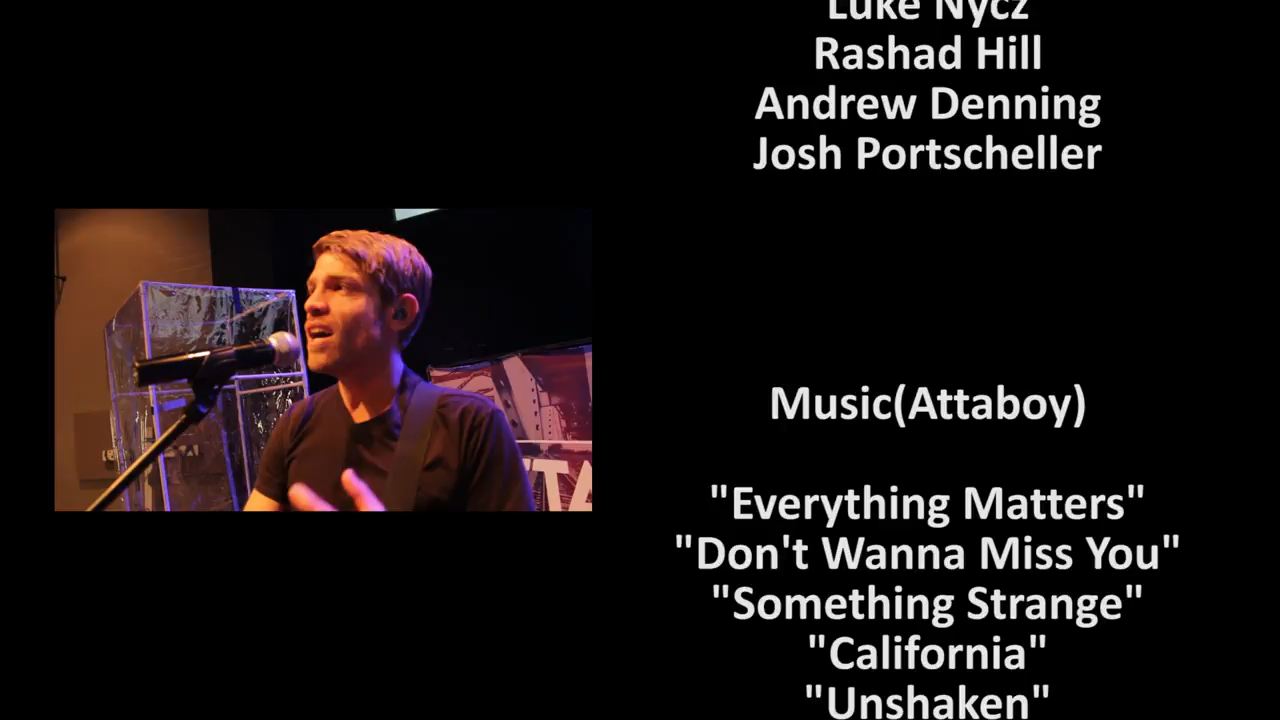 Luke Nycz
Rashad Hill
Andrew Denning
Josh Portscheller
Music(Attaboy)
"Everything Matters"
"Don't Wanna Miss You"
"Something Strange"
"California"
"Unshaken"